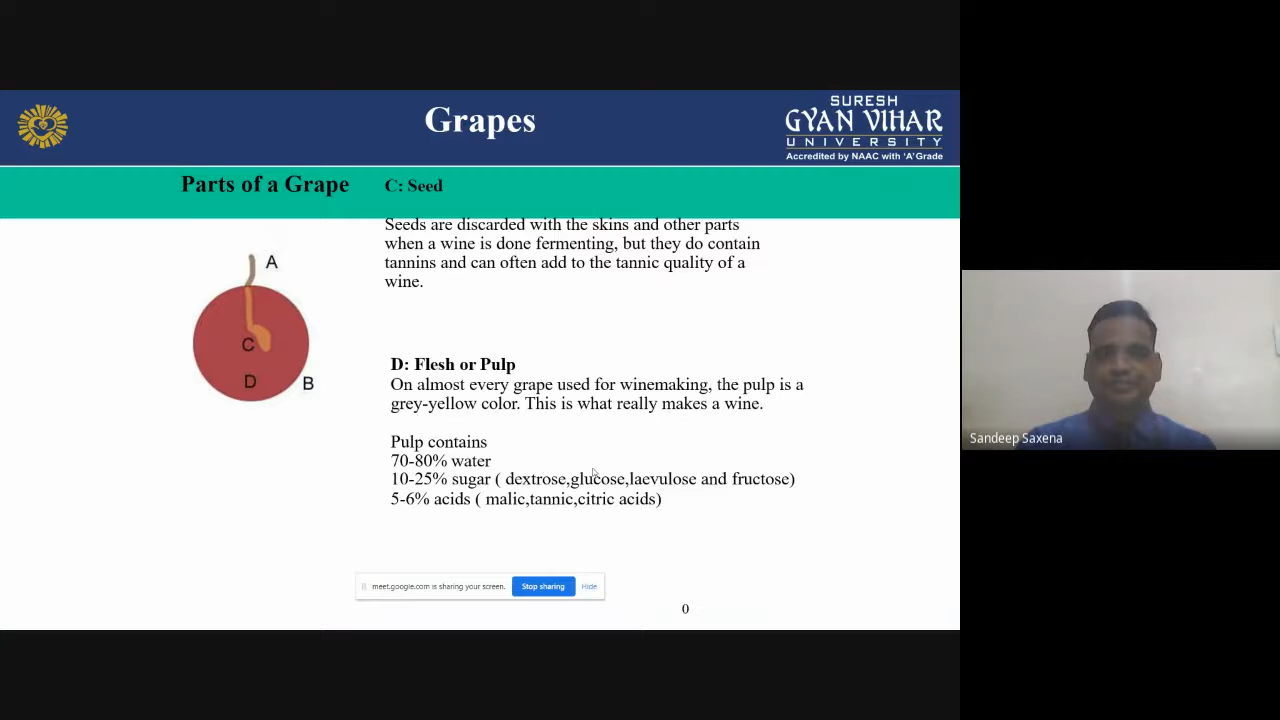 Grapes
SURESH
GYAN VIHAR
UNIVERSITY
Accredited by NAAC with 'A'Grade
Parts of a Grape
C: Seed
Seeds are discarded with the skins and other parts
when a wine is done fermenting, but they do contain
tannins and can often add to the tannic quality of a
wine.
A
C
D
B
D: Flesh or Pulp
On almost every grape used for winemaking, the pulp is a
grey-yellow color. This is what really makes a wine.
Pulp contains
70-80% water
10-25% sugar ( dextrose,glucose,laevulose and fructose)
5-6% acids ( malic,tannic,citric acids)
meet.google.com is sharing your screen. Stop sharing Hide
0
Sandeep Saxena